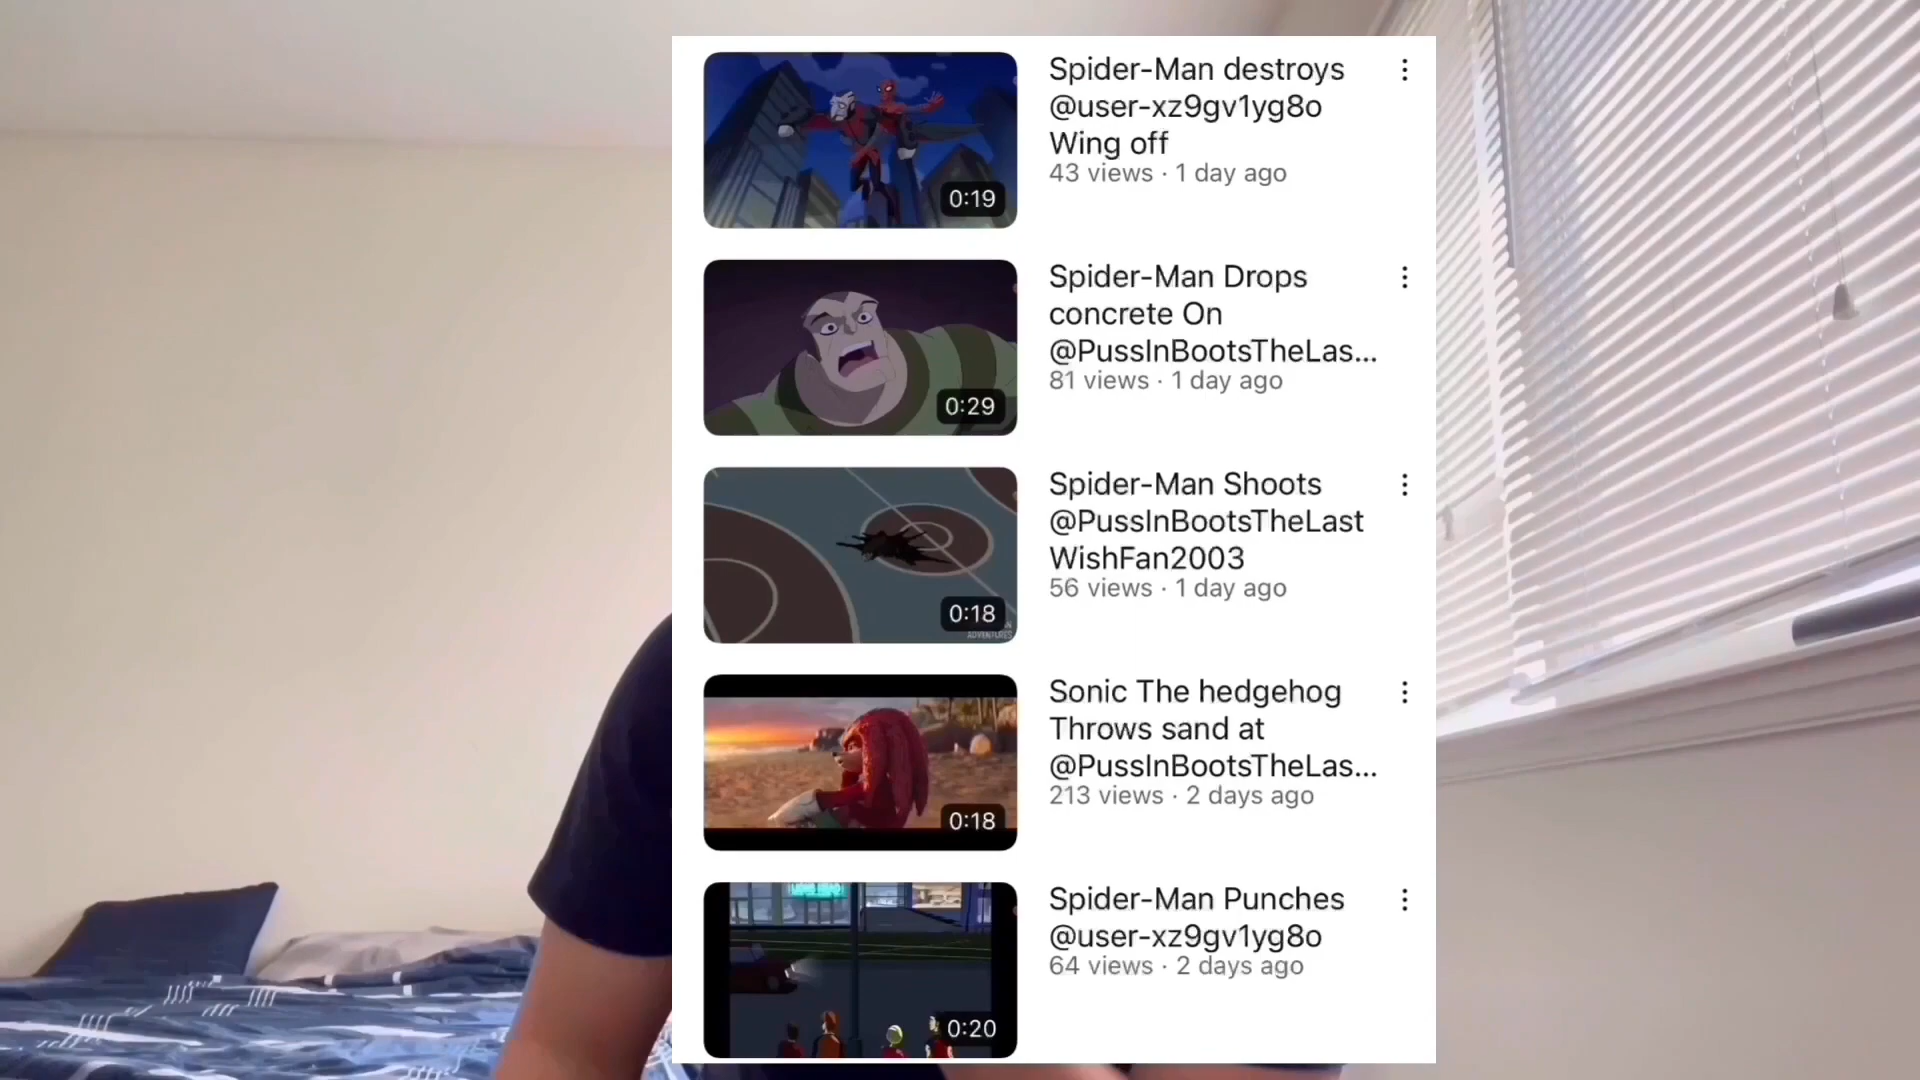 Spider-Man destroys
@user-xz9gv1yg8o
Wing off
43 views · 1 day ago
0:19
Spider-Man Drops
concrete On
@PussInBootsTheLas...
81 views · 1 day ago
0:29
Spider-Man Shoots
@PussInBootsTheLast
WishFan2003
56 views · 1 day ago
0:18
ADVENTURES
Sonic The hedgehog
Throws sand at
@PussInBootsTheLas...
213 views · 2 days ago
0:18
Spider-Man Punches
@user-xz9gv1yg8o
64 views · 2 days ago
0:20